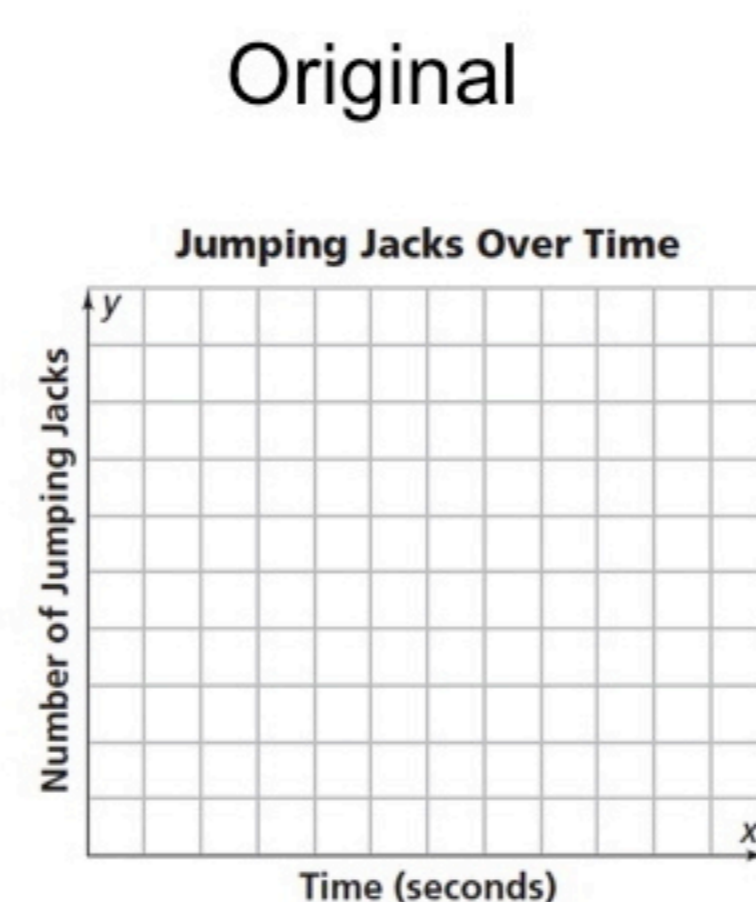 Original
Jumping Jacks Over Time
y
Number of Jumping Jacks
x
Time (seconds)